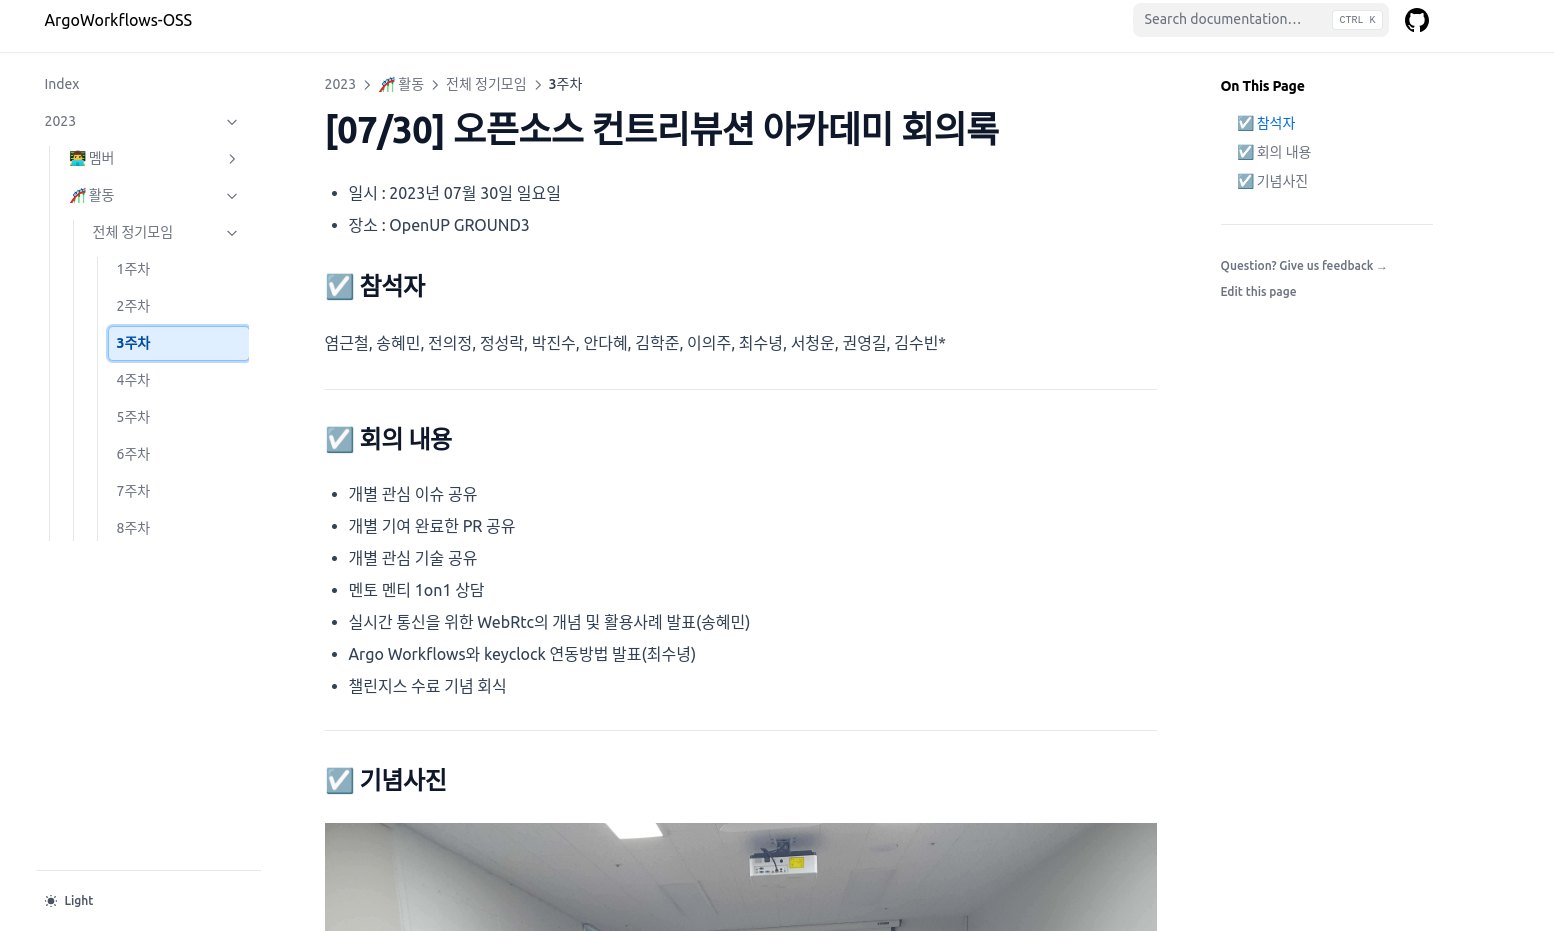 ArgoWorkflows-OSS
Search documentation…
CTRL K
Index
2023
👨‍💻 멤버
🎢 활동
전체 정기모임
1주차
2주차
3주차
4주차
5주차
6주차
7주차
8주차
Light
2023 > 🎢 활동 > 전체 정기모임 > 3주차
[07/30] 오픈소스 컨트리뷰션 아카데미 회의록
• 일시 : 2023년 07월 30일 일요일
• 장소 : OpenUP GROUND3
☑️ 참석자
염근철, 송혜민, 전의정, 정성락, 박진수, 안다혜, 김학준, 이의주, 최수녕, 서청운, 권영길, 김수빈*
☑️ 회의 내용
• 개별 관심 이슈 공유
• 개별 기여 완료한 PR 공유
• 개별 관심 기술 공유
• 멘토 멘티 1on1 상담
• 실시간 통신을 위한 WebRtc의 개념 및 활용사례 발표(송혜민)
• Argo Workflows와 keyclock 연동방법 발표(최수녕)
• 챌린지스 수료 기념 회식
☑️ 기념사진
On This Page
☑️ 참석자
☑️ 회의 내용
☑️ 기념사진
Question? Give us feedback →
Edit this page